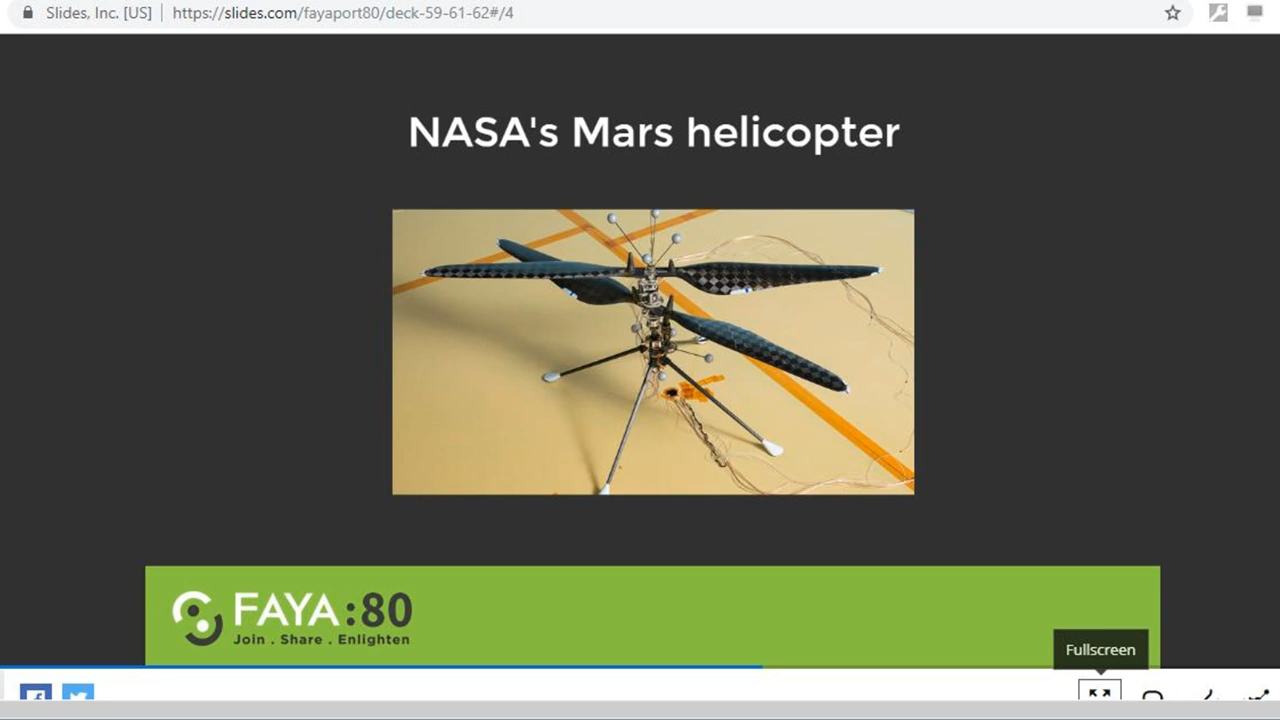 Slides, Inc. [US] https://slides.com/fayaport80/deck-59-61-62#/4
NASA's Mars helicopter
FAYA:80
Join . Share . Enlighten
Fullscreen